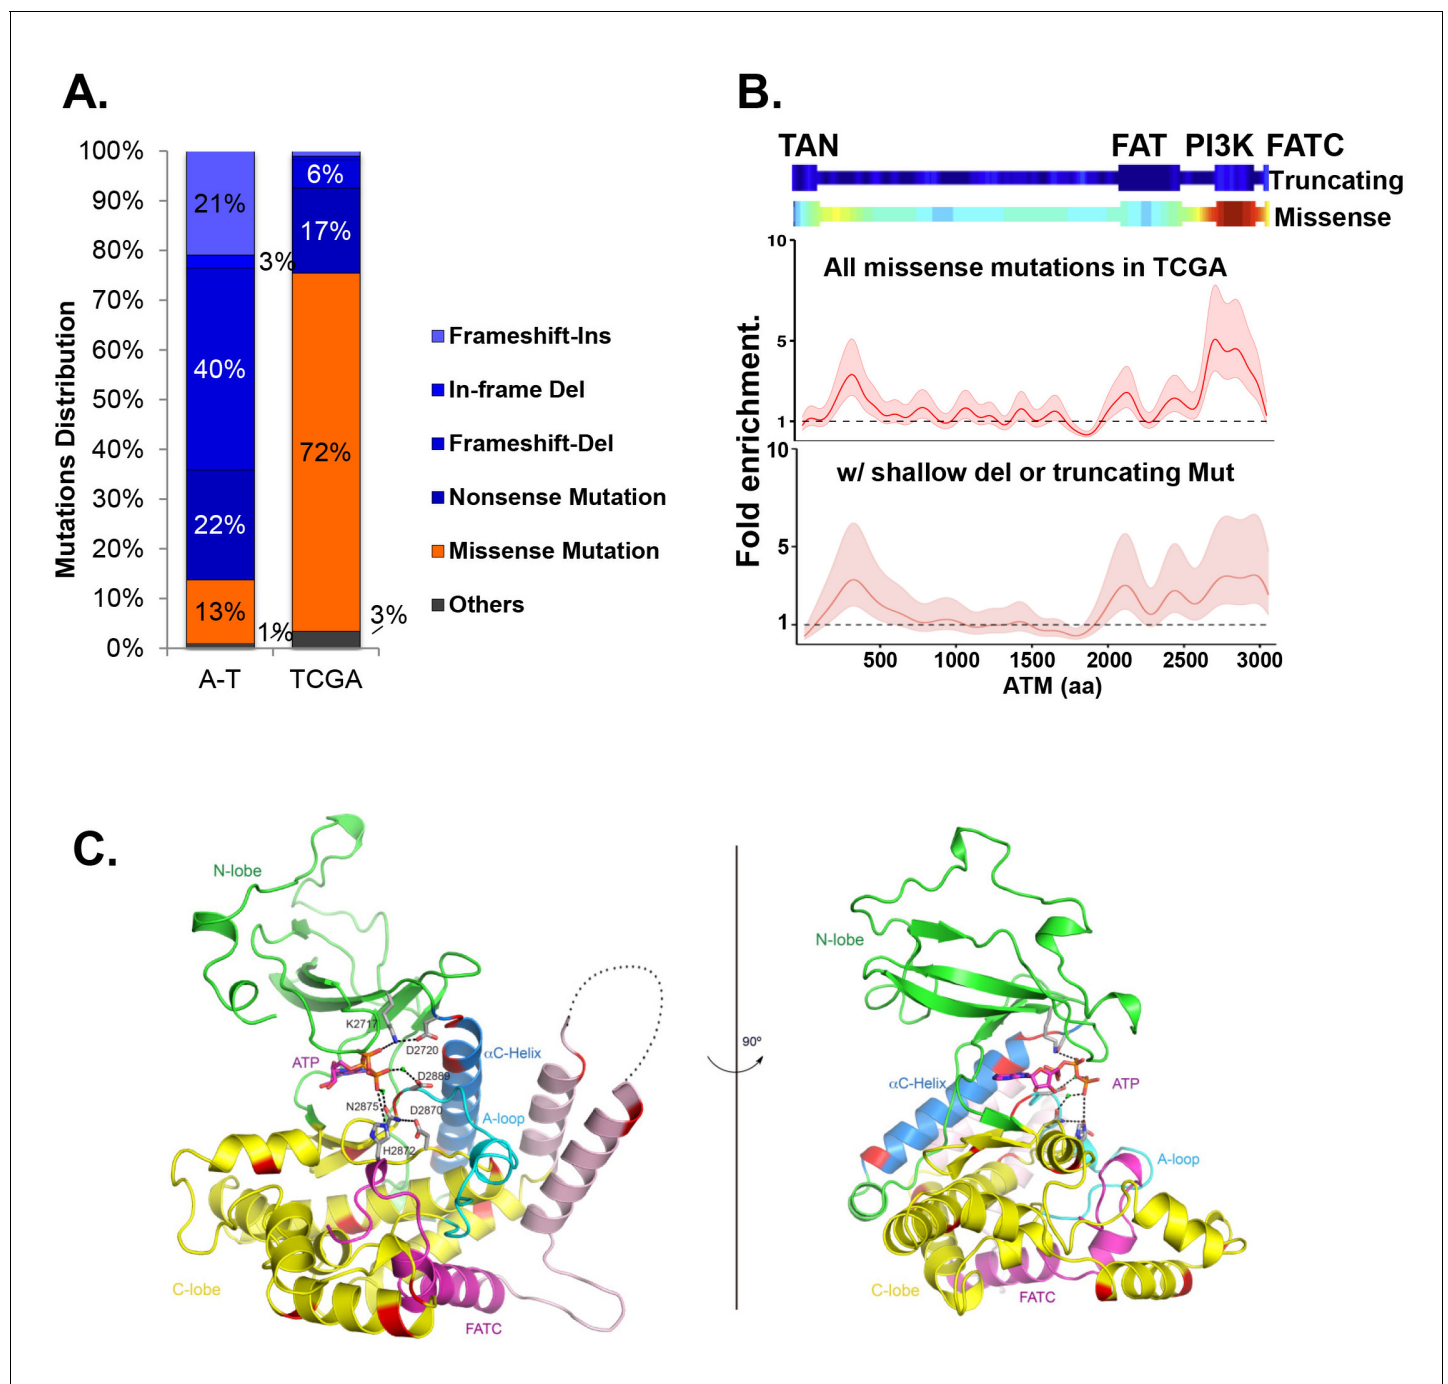 A.
100%
90%
80%
70%
60%
50%
40%
30%
20%
10%
0%
Mutations Distribution
21%
3%
40%
22%
13%
1%
6%
17%
72%
3%
A-T
TCGA
Frameshift-Ins
In-frame Del
Frameshift-Del
Nonsense Mutation
Missense Mutation
Others
B.
TAN FAT PI3K FATC
Truncating
Missense
10
All missense mutations in TCGA
5
1
10
w/ shallow del or truncating Mut
5
1
Fold enrichment.
500 1000 1500 2000 2500 3000
ATM (aa)
C.
N-lobe
K2717
ATP
D2720
αC-Helix
D2889
N2875
D2870
A-loop
H2872
C-lobe
FATC
90º
N-lobe
αC-Helix
ATP
A-loop
C-lobe
FATC